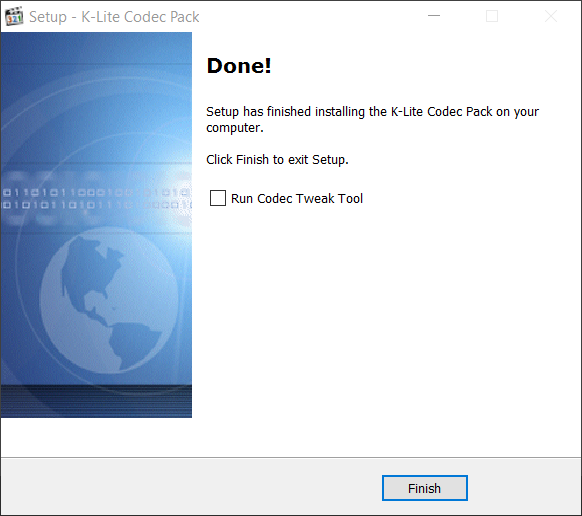 Setup - K-Lite Codec Pack
Done!
Setup has finished installing the K-Lite Codec Pack on your
computer.
Click Finish to exit Setup.
Run Codec Tweak Tool
Finish